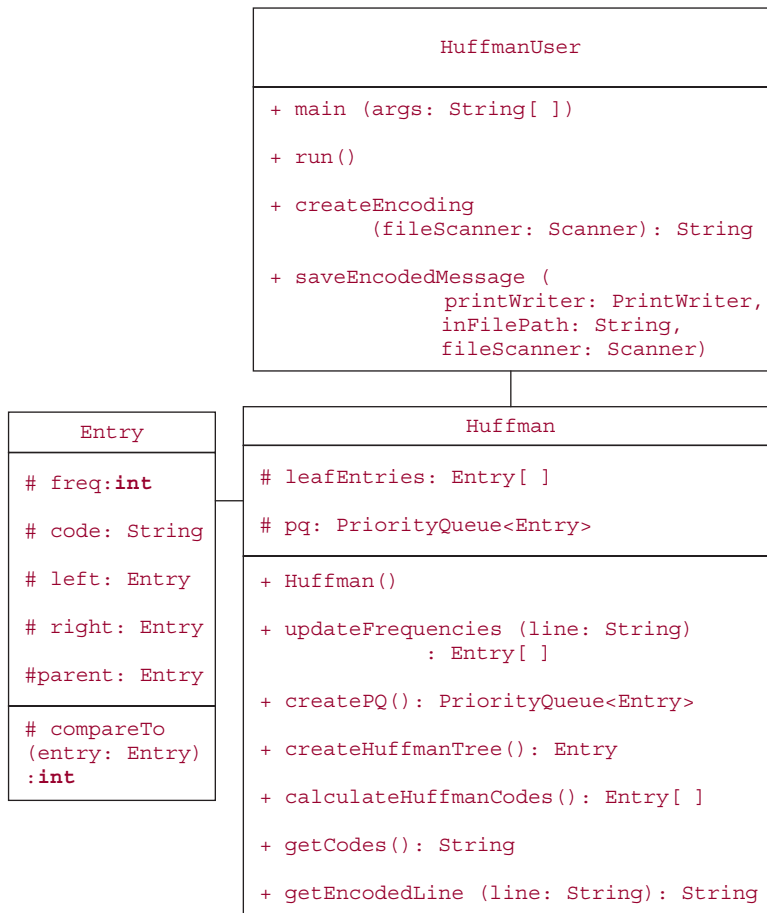 HuffmanUser
+ main (args: String[ ])
+ run()
+ createEncoding
(fileScanner: Scanner): String
+ saveEncodedMessage (
printWriter: PrintWriter,
inFilePath: String,
fileScanner: Scanner)
Entry
# freq:int
# code: String
# left: Entry
# right: Entry
#parent: Entry
# compareTo
(entry: Entry)
:int
Huffman
# leafEntries: Entry[ ]
# pq: PriorityQueue<Entry>
+ Huffman()
+ updateFrequencies (line: String)
: Entry[ ]
+ createPQ(): PriorityQueue<Entry>
+ createHuffmanTree(): Entry
+ calculateHuffmanCodes(): Entry[ ]
+ getCodes(): String
+ getEncodedLine (line: String): String